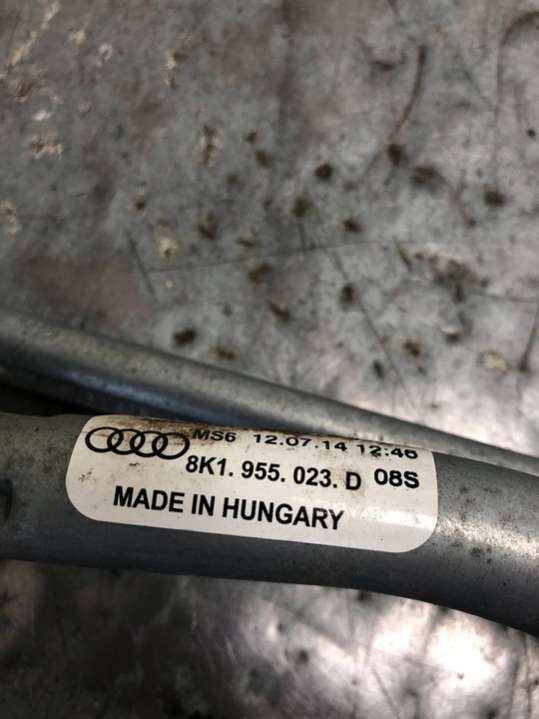 MS6 12.07.14 12:46
8K1. 955. 023. D 08S
MADE IN HUNGARY